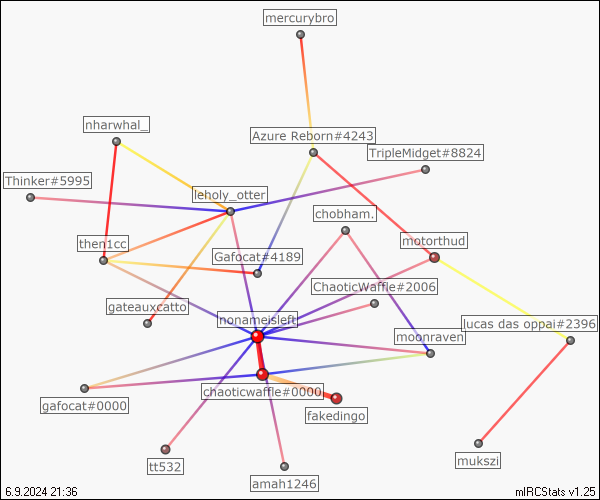 mercurybro
nharwhal_
Azure Reborn#4243
TripleMidget#8824
Thinker#5995
leholy_otter
chobham.
then1cc
motorthud
Gafocat#4189
ChaoticWaffle#2006
gateauxcatto
nonameisleft
lucas das oppai#2396
moonraven
chaoticwaffle#0000
gafocat#0000
fakedingo
mukszi
tt532
amah1246
6.9.2024 21:36
mIRCStats v1.25